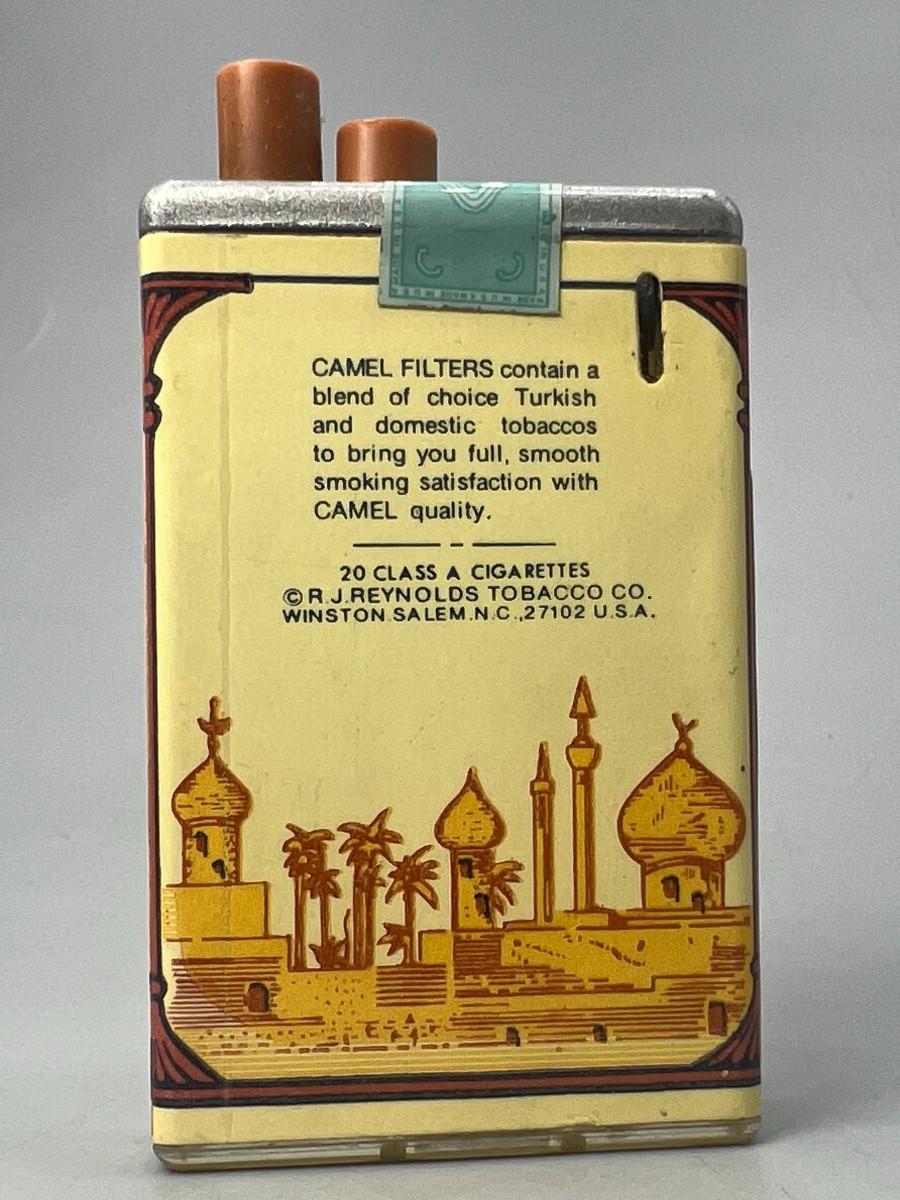 CAMEL FILTERS contain a
blend of choice Turkish
and domestic tobaccos
to bring you full, smooth
smoking satisfaction with
CAMEL quality.
20 CLASS A CIGARETTES
© R.J.REYNOLDS TOBACCO CO.
WINSTON SALEM.N.C.,27102 U.S.A.